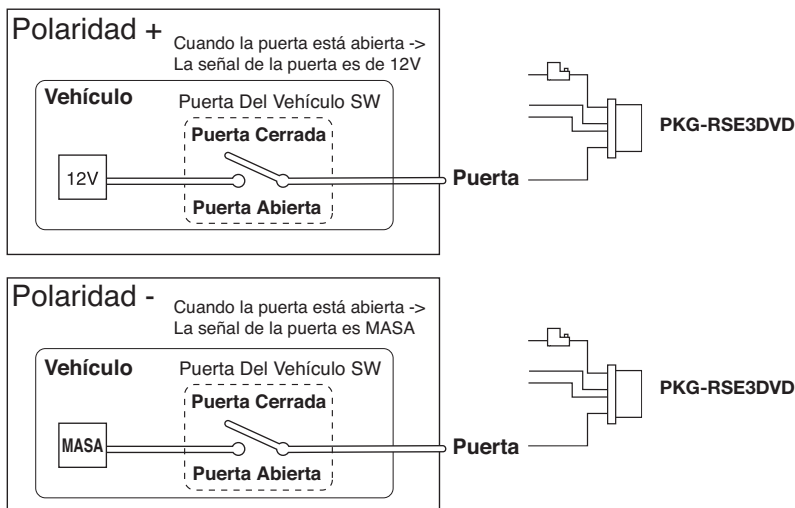 Polaridad +
Cuando la puerta está abierta ->
La señal de la puerta es de 12V
Vehículo
Puerta Del Vehículo SW
Puerta Cerrada
12V
Puerta Abierta
Puerta
PKG-RSE3DVD
Polaridad -
Cuando la puerta está abierta ->
La señal de la puerta es MASA
Vehículo
Puerta Del Vehículo SW
Puerta Cerrada
MASA
Puerta Abierta
Puerta
PKG-RSE3DVD